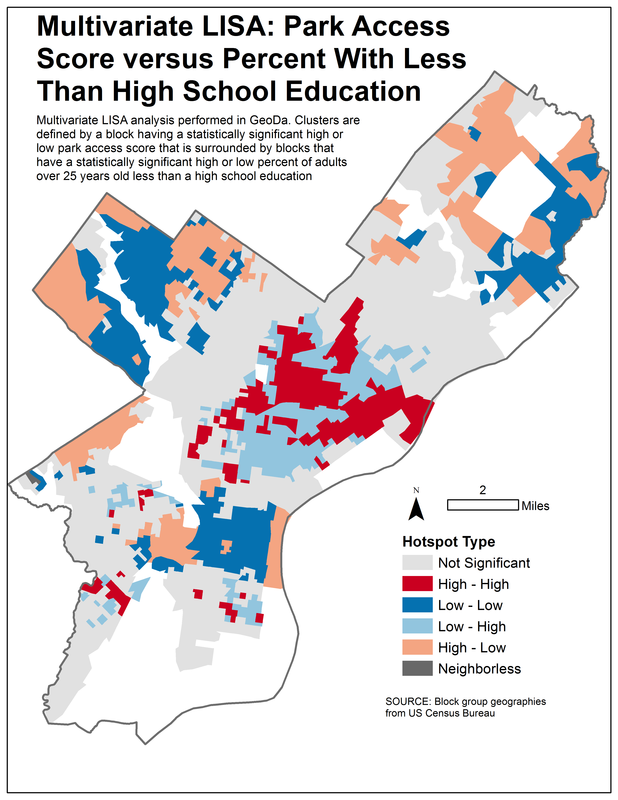 Multivariate LISA: Park Access
Score versus Percent With Less
Than High School Education
Multivariate LISA analysis performed in GeoDa. Clusters are
defined by a block having a statistically significant high or
low park access score that is surrounded by blocks that
have a statistically significant high or low percent of adults
over 25 years old less than a high school education
N
2
Miles
Hotspot Type
Not Significant
High - High
Low - Low
Low - High
High - Low
Neighborless
SOURCE: Block group geographies
from US Census Bureau